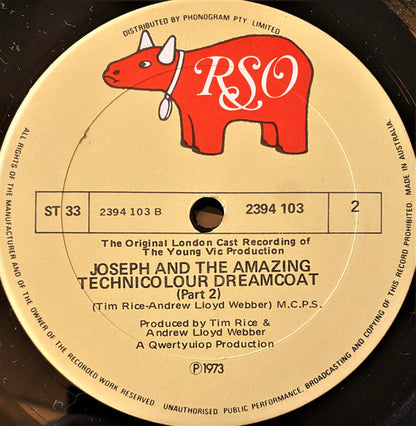 DISTRIBUTED BY PHONOGRAM PTY. LIMITED
RSO
ST 33
2394 103 B
2394 103
2
The Original London Cast Recording of
The Young Vic Production
JOSEPH AND THE AMAZING
TECHNICOLOUR DREAMCOAT
(Part 2)
(Tim Rice-Andrew Lloyd Webber) M.C.P.S.
Produced by Tim Rice &
Andrew Lloyd Webber
A Qwertyuiop Production
Ⓟ1973
ALL RIGHTS OF THE MANUFACTURER AND OF THE OWNER OF THE RECORDED WORK RESERVED UNAUTHORISED PUBLIC PERFORMANCE, BROADCASTING AND COPYING OF THIS RECORD PROHIBITED MADE IN AUSTRALIA.